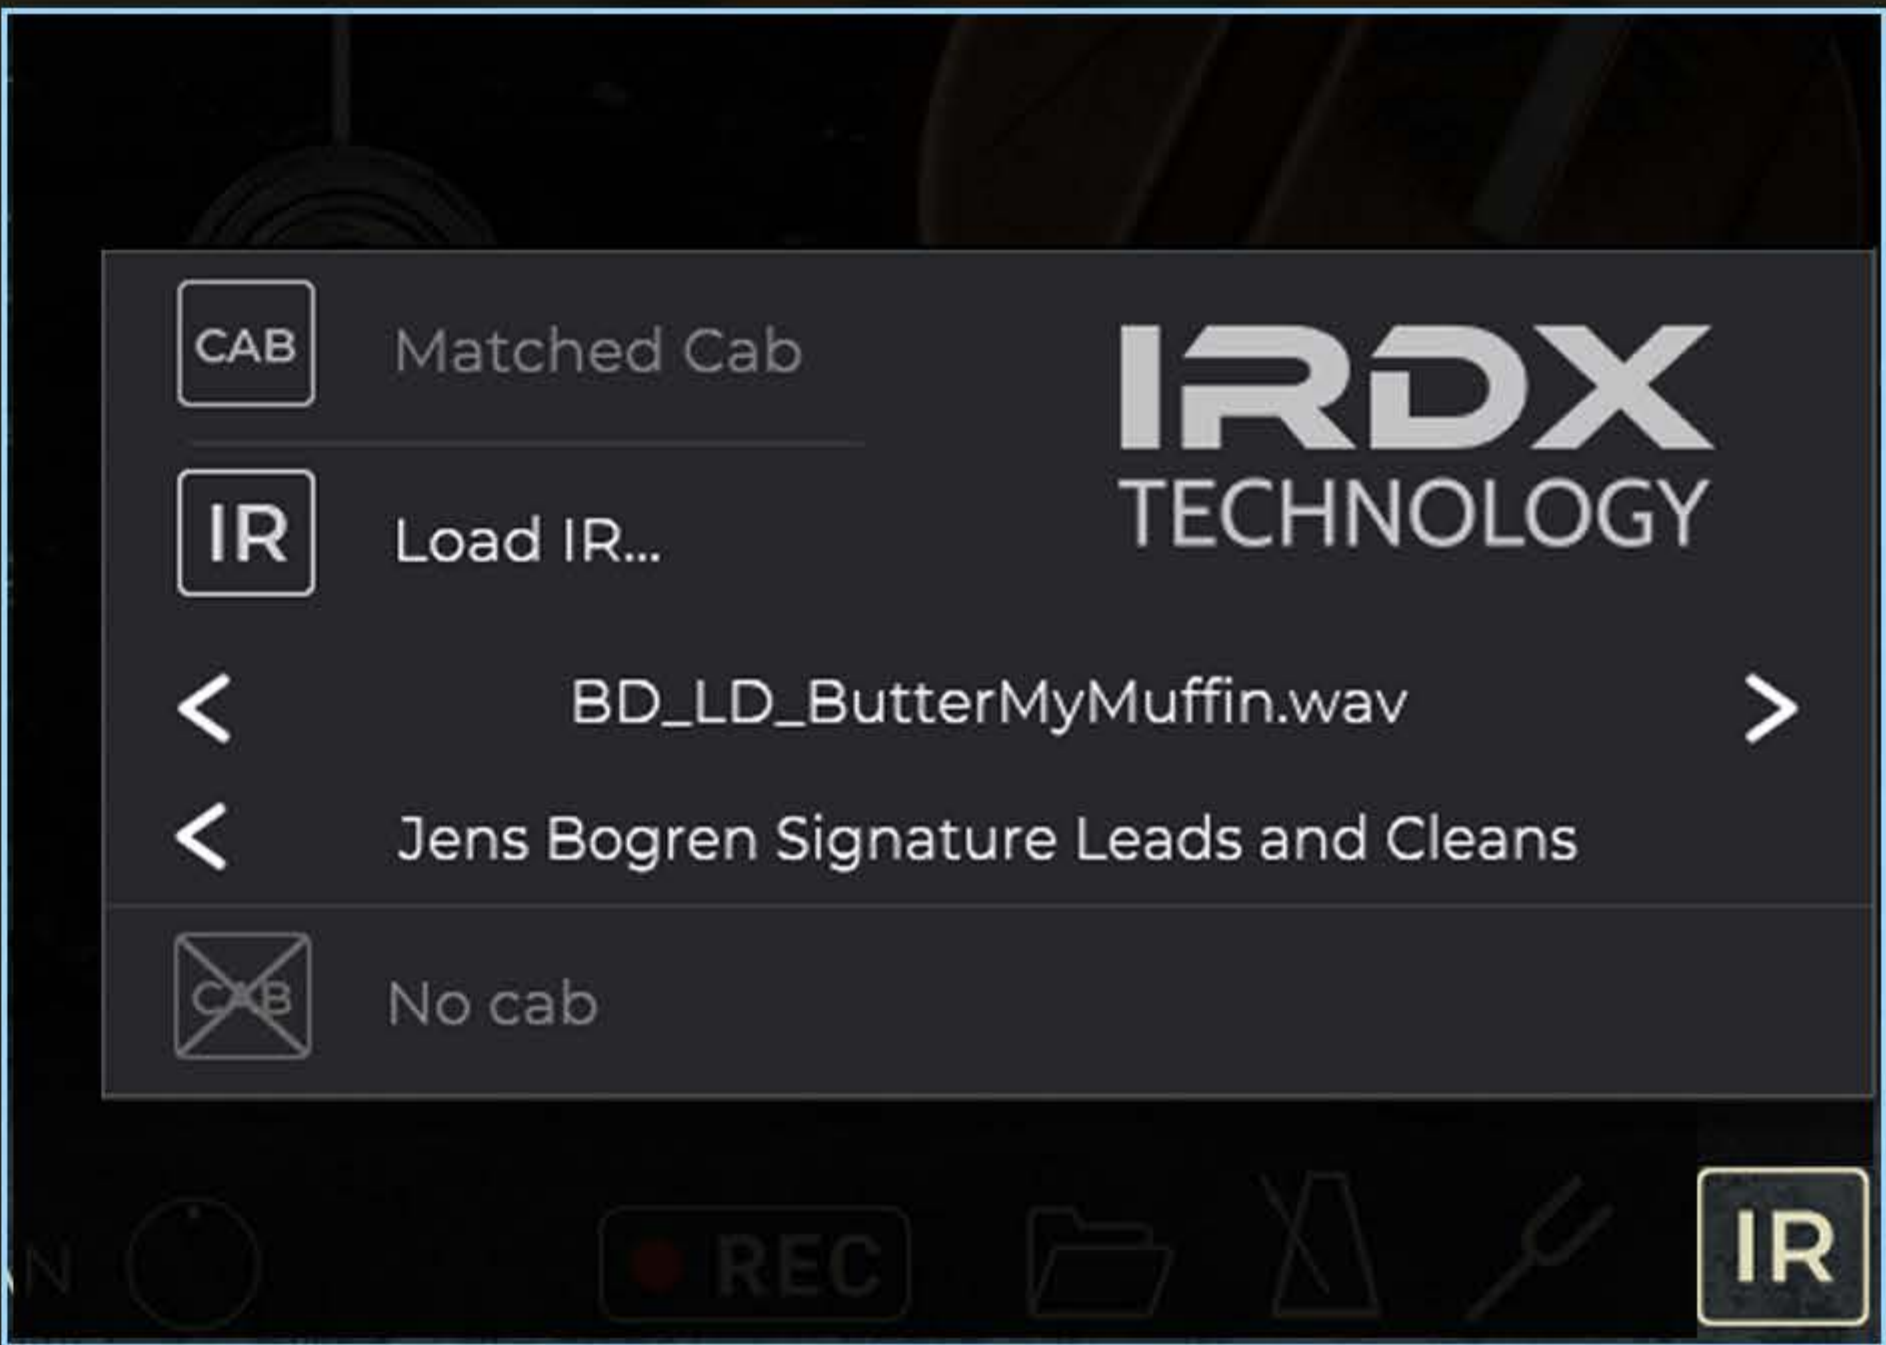 CAB
Matched Cab
IRDX
TECHNOLOGY
IR
Load IR...
<
BD_LD_ButterMyMuffin.wav
>
<
Jens Bogren Signature Leads and Cleans
CAB
No cab
AN
REC
IR